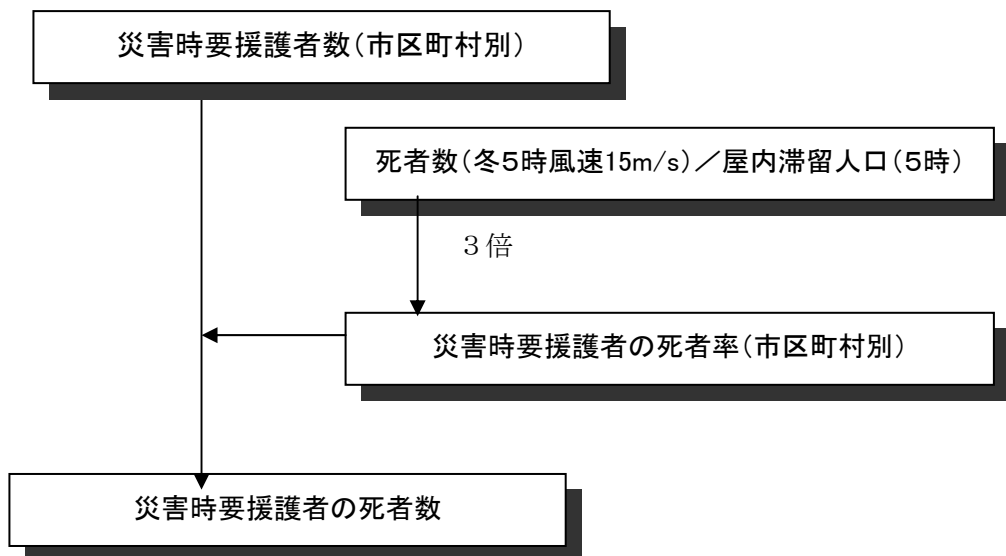 災害時要援護者数（市区町村別）
死者数（冬５時風速15m/s）／屋内滞留人口（５時）
３倍
災害時要援護者の死者率（市区町村別）
災害時要援護者の死者数